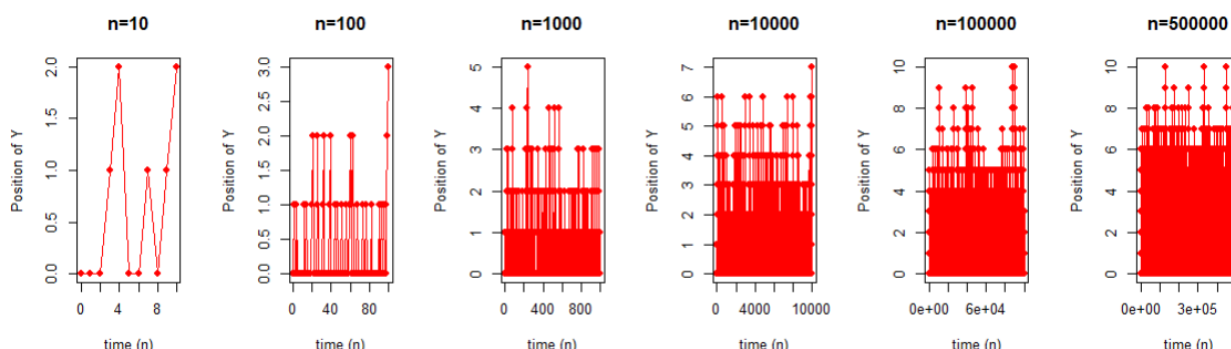 n=10 n=100 n=1000 n=10000 n=100000 n=500000
Position of Y
0.0 0.5 1.0 1.5 2.0
0 4 8
time (n)
Position of Y
0.0 0.5 1.0 1.5 2.0 2.5 3.0
0 40 80
time (n)
Position of Y
0 1 2 3 4 5
0 400 800
time (n)
Position of Y
0 1 2 3 4 5 6 7
0 4000 10000
time (n)
Position of Y
0 2 4 6 8 10
0e+00 6e+04
time (n)
Position of Y
0 2 4 6 8 10
0e+00 3e+05
time (n)